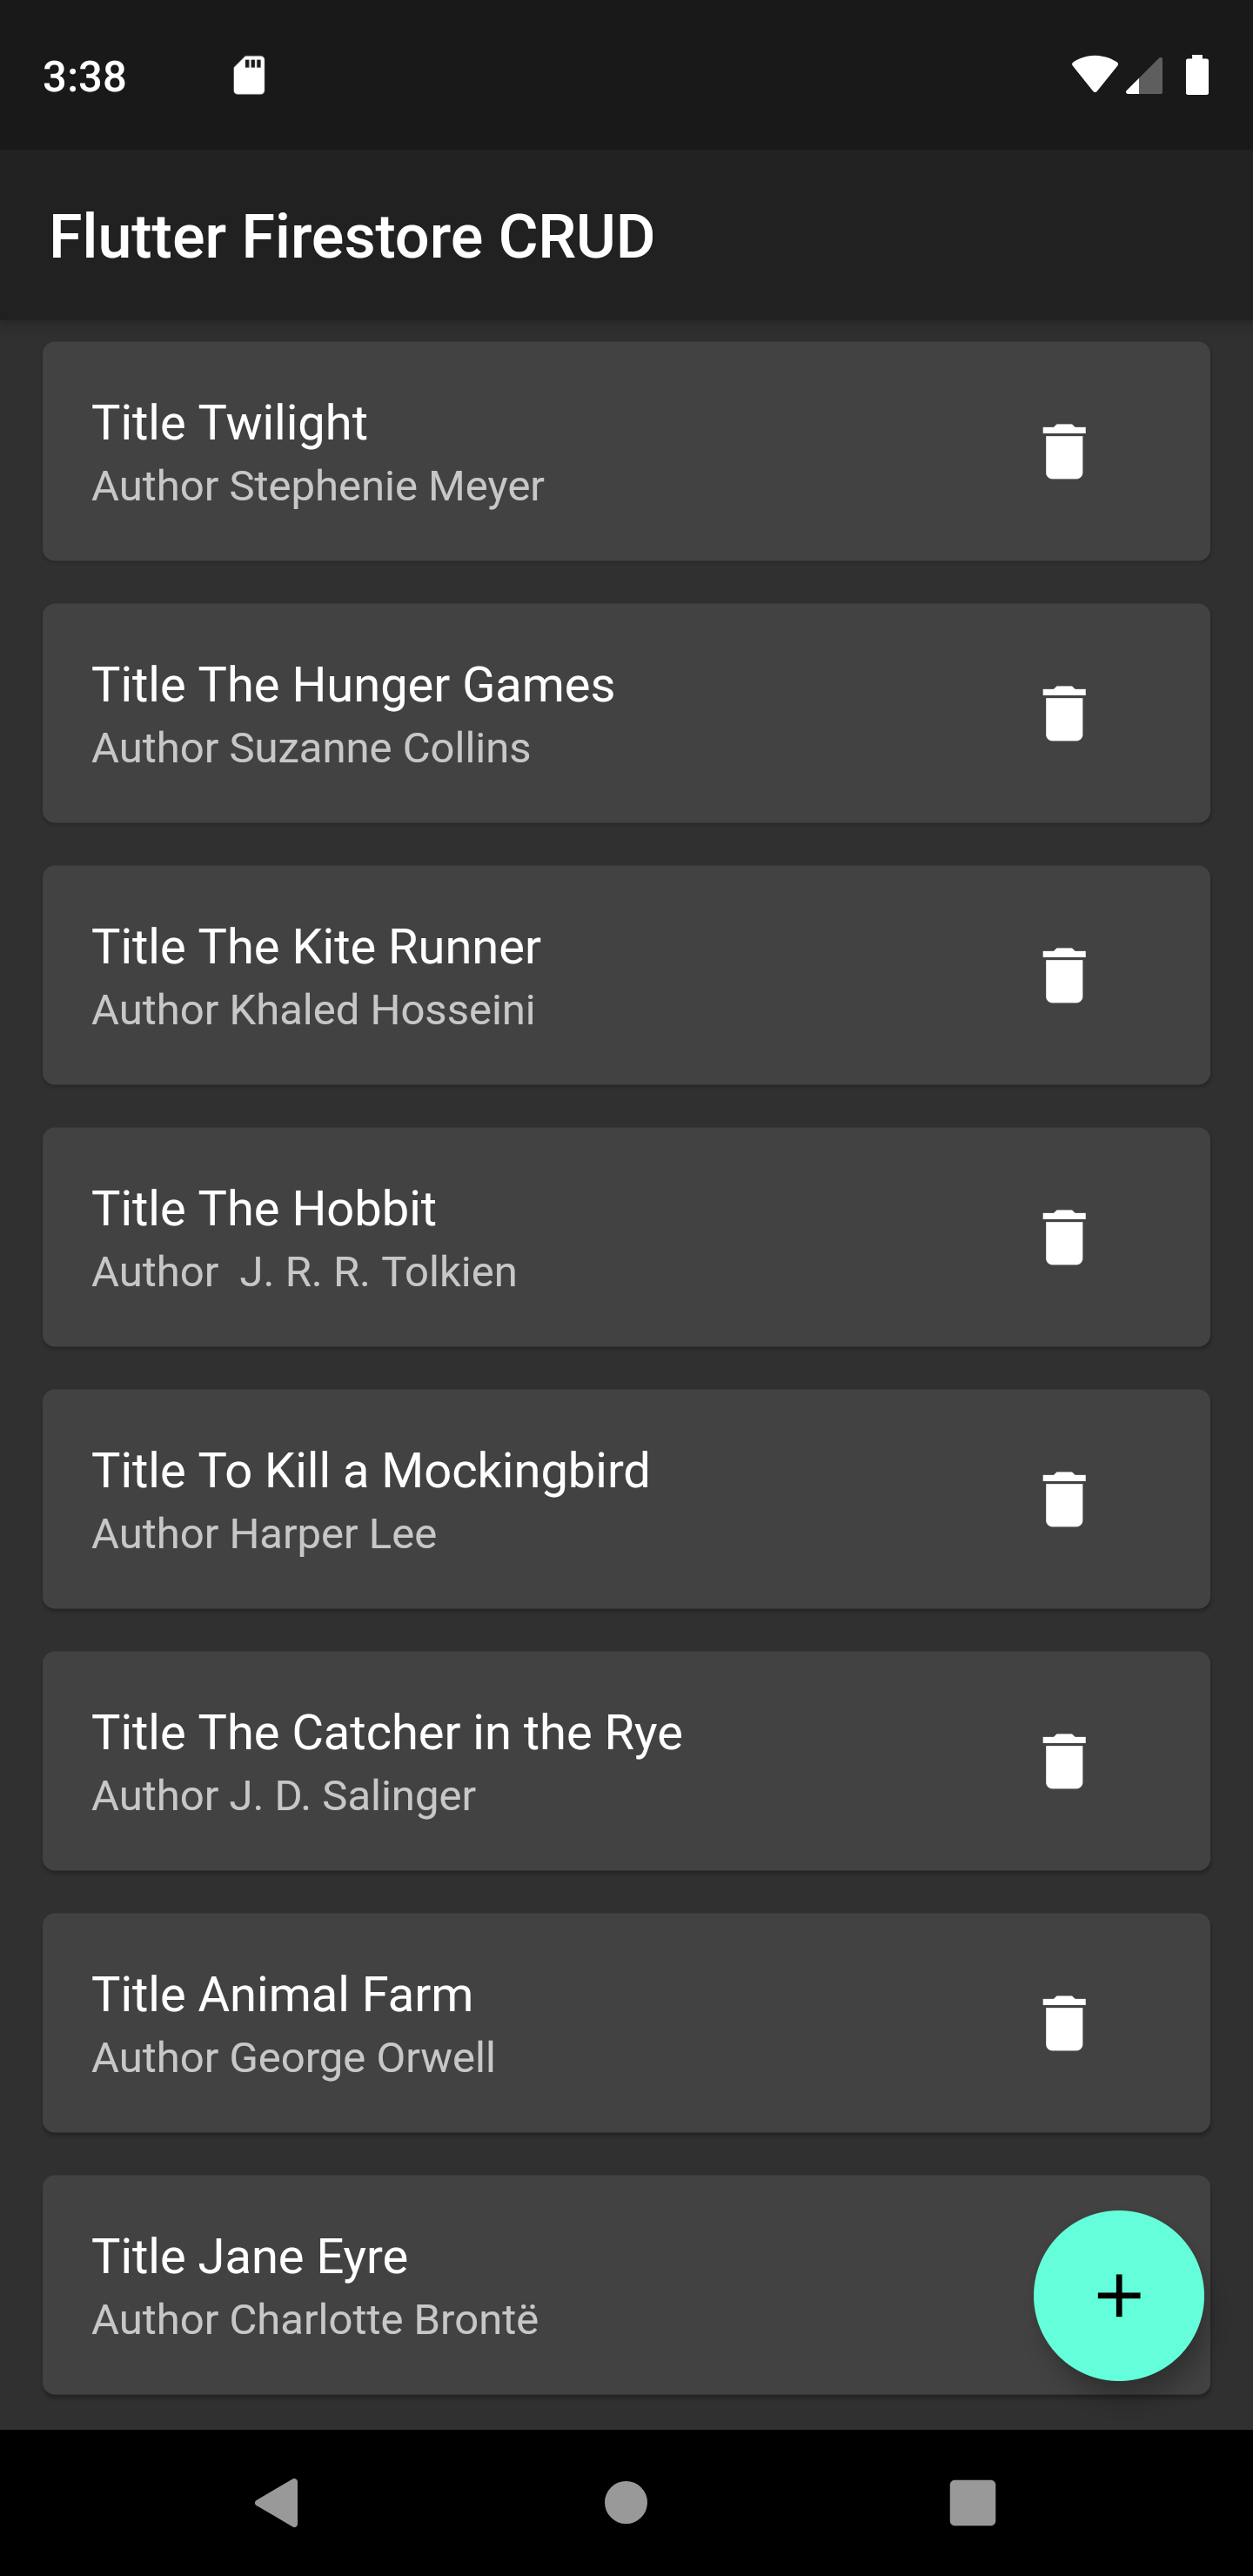 3:38
Flutter Firestore CRUD
Title Twilight
Author Stephenie Meyer
Title The Hunger Games
Author Suzanne Collins
Title The Kite Runner
Author Khaled Hosseini
Title The Hobbit
Author  J. R. R. Tolkien
Title To Kill a Mockingbird
Author Harper Lee
Title The Catcher in the Rye
Author J. D. Salinger
Title Animal Farm
Author George Orwell
Title Jane Eyre
Author Charlotte Brontë